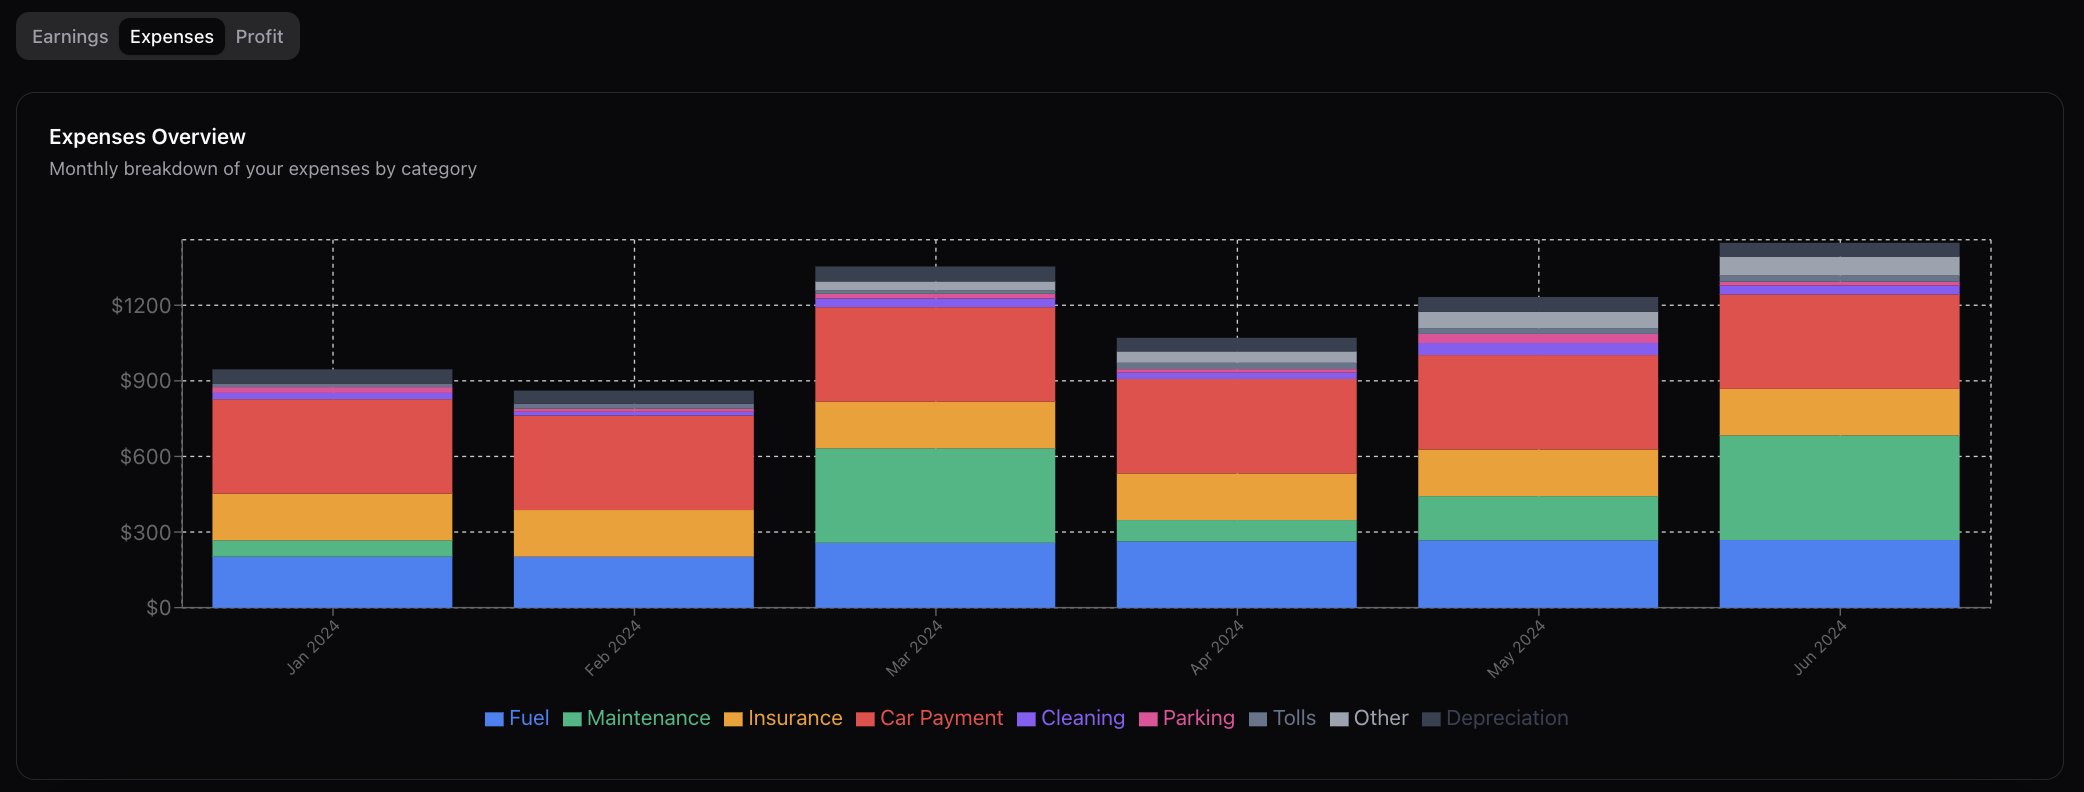 Earnings Expenses Profit
Expenses Overview
Monthly breakdown of your expenses by category
$1200
$900
$600
$300
$0
Jan 2024
Feb 2024
Mar 2024
Apr 2024
May 2024
Jun 2024
Fuel Maintenance Insurance Car Payment Cleaning Parking Tolls Other Depreciation